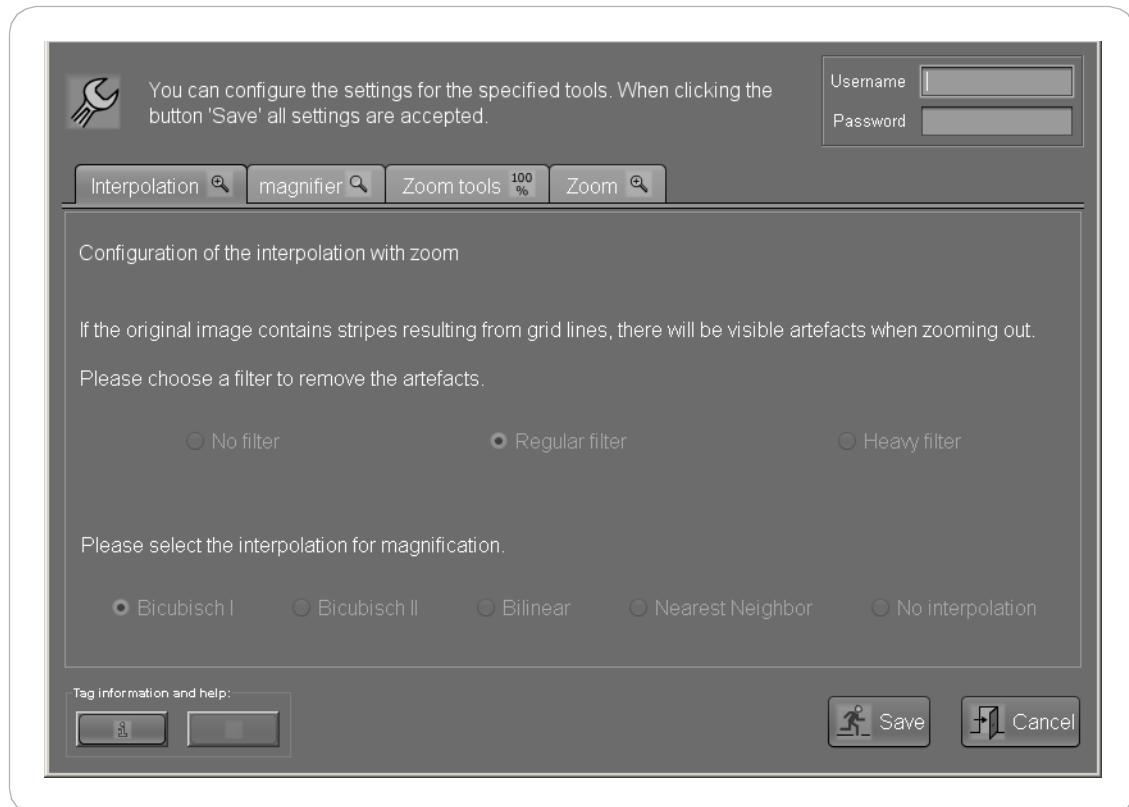 You can configure the settings for the specified tools. When clicking the
button 'Save' all settings are accepted.
Username
Password
Interpolation
magnifier
Zoom tools
100
%
Zoom
Configuration of the interpolation with zoom
If the original image contains stripes resulting from grid lines, there will be visible artefacts when zooming out.
Please choose a filter to remove the artefacts.
No filter
Regular filter
Heavy filter
Please select the interpolation for magnification.
Bicubisch I
Bicubisch II
Bilinear
Nearest Neighbor
No interpolation
Tag information and help:
i
Save
Cancel